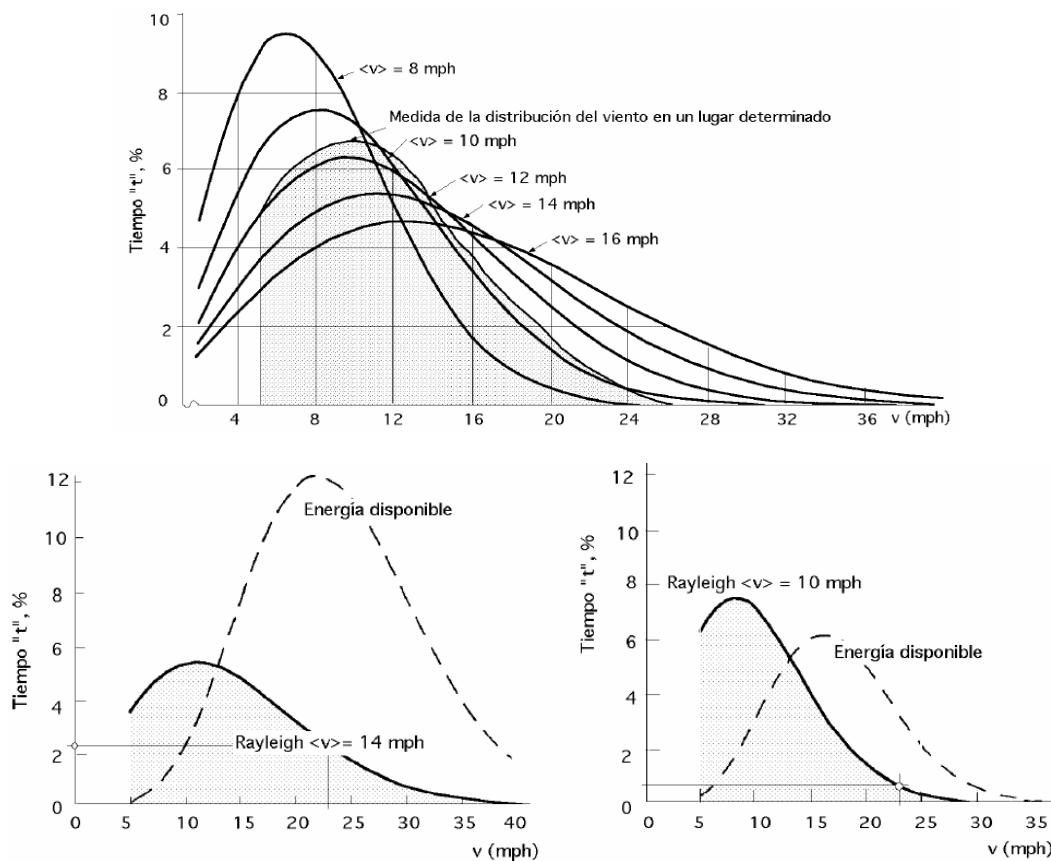 10
8
6
4
2
0
Tiempo "t", %
<v> = 8 mph
Medida de la distribución del viento en un lugar determinado
<v> = 10 mph
<v> = 12 mph
<v> = 14 mph
<v> = 16 mph
4 8 12 16 20 24 28 32 36 v (mph)
12
10
8
6
4
2
0
Tiempo "t", %
Energía disponible
Rayleigh <v>= 14 mph
0 5 10 15 20 25 30 35 40
v (mph)
12
10
8
6
4
2
0
Tiempo "t", %
Rayleigh <v> = 10 mph
Energía disponible
0 5 10 15 20 25 30 35
v (mph)